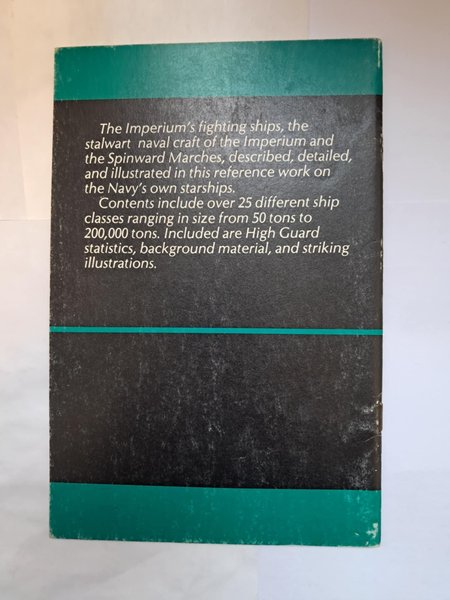 The Imperium's fighting ships, the
stalwart naval craft of the Imperium and
the Spinward Marches, described, detailed,
and illustrated in this reference work on
the Navy's own starships.
Contents include over 25 different ship
classes ranging in size from 50 tons to
200,000 tons. Included are High Guard
statistics, background material, and striking
illustrations.